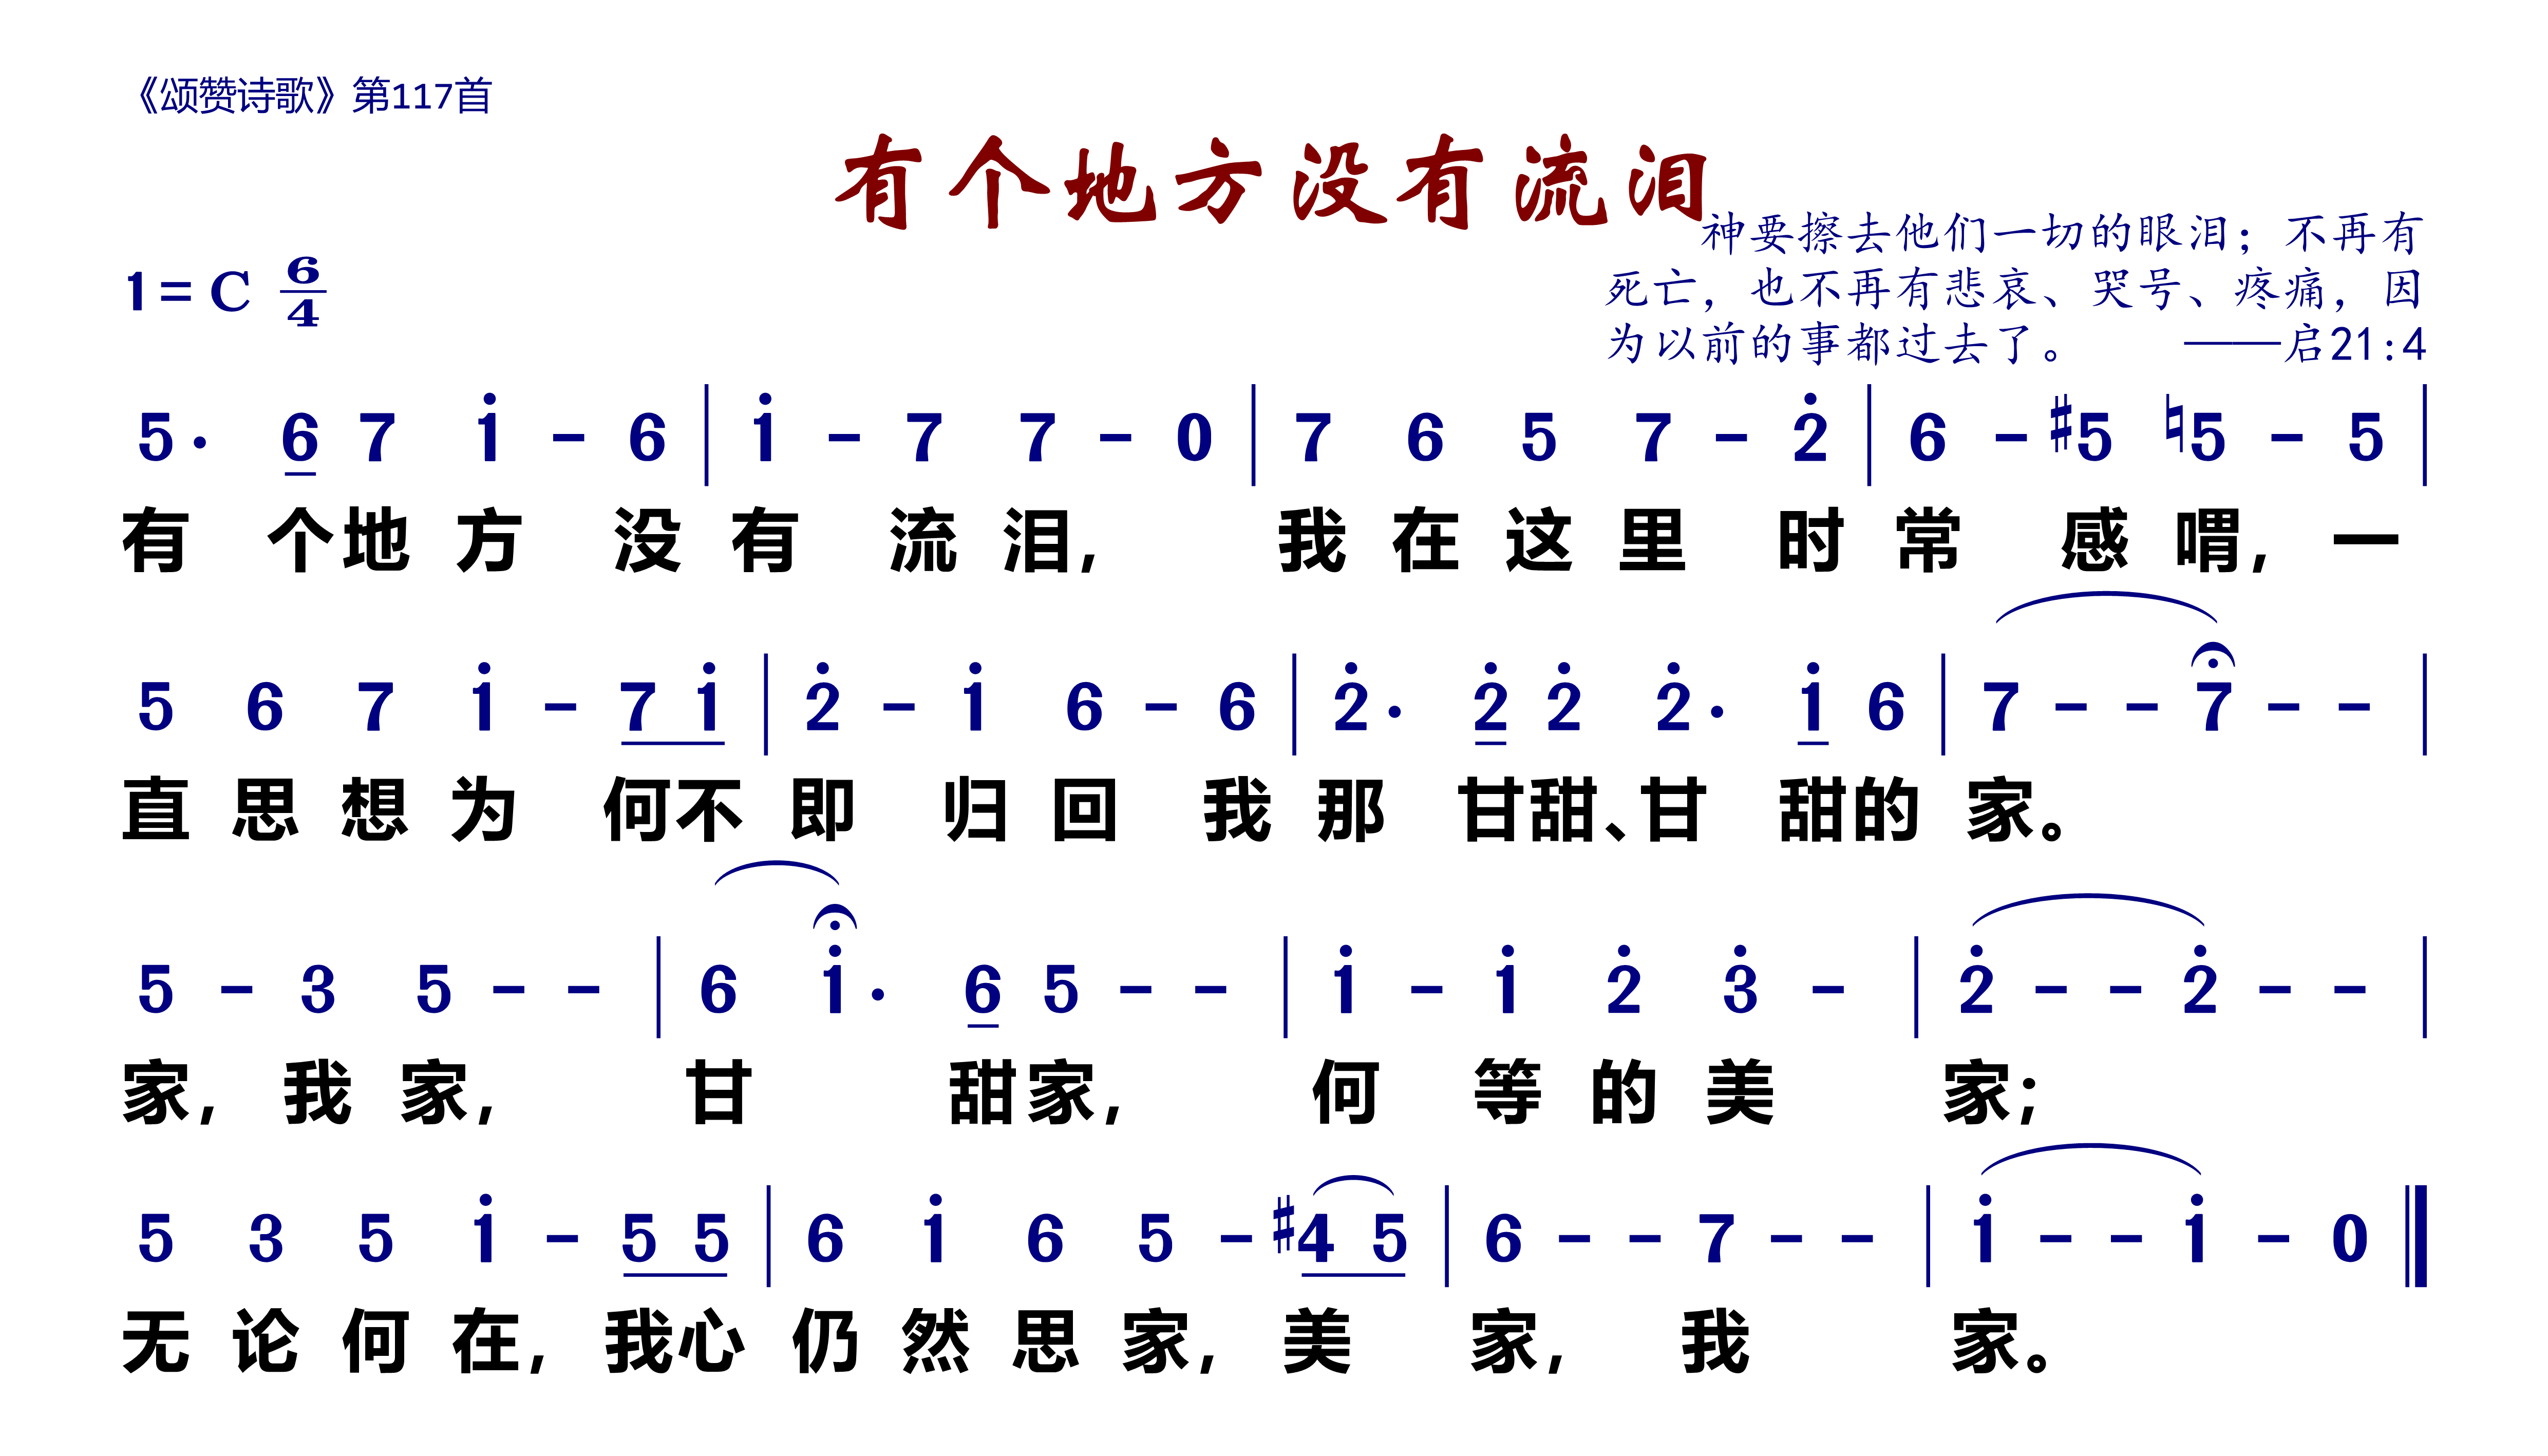 《颂赞诗歌》第117首
有个地方没有流泪
神要擦去他们一切的眼泪；不再有
死亡，也不再有悲哀、哭号、疼痛，因
为以前的事都过去了。 ——启21:4
1=C 6/4
5· 6 7 i - 6 | i - 7 7 - 0 | 7 6 5 7 - 2̇ | 6 - ♯5 ♮5 - 5 |
有个地方没有流泪，我在这里时常感喟，一
5 6 7 i - 7 i | 2̇ - i 6 - 6 | 2̇· 2̇ 2̇ 2̇· i 6 | 7 - - 7 - - |
直思想为何不即归回我那甘甜、甘甜的家。
5 - 3 5 - - | 6 i· 6 5 - - | i - i 2̇ 3̇ - | 2̇ - - 2̇ - - |
家，我家，甘甜家，何等的美家；
5 3 5 i - 5 5 | 6 i 6 5 - ♯4 5 | 6 - - 7 - - | i - - i - 0
无论何在，我心仍然思家，美家，我家。